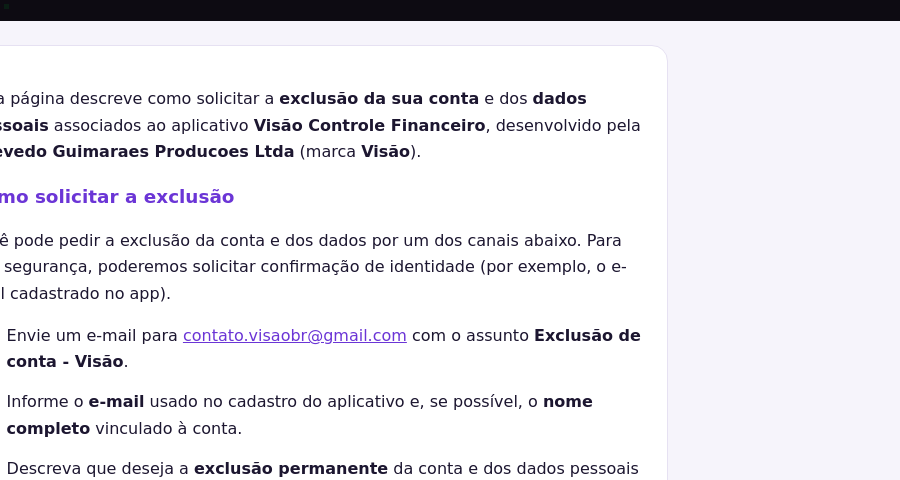 página descreve como solicitar a exclusão da sua conta e dos dados
associados ao aplicativo Visão Controle Financeiro, desenvolvido pela
Guimaraes Producoes Ltda (marca Visão).
solicitar a exclusão
pode pedir a exclusão da conta e dos dados por um dos canais abaixo. Para
segurança, poderemos solicitar confirmação de identidade (por exemplo, o e-
cadastrado no app).
Envie um e-mail para contato.visaobr@gmail.com com o assunto Exclusão de
conta - Visão.
Informe o e-mail usado no cadastro do aplicativo e, se possível, o nome
completo vinculado à conta.
Descreva que deseja a exclusão permanente da conta e dos dados pessoais